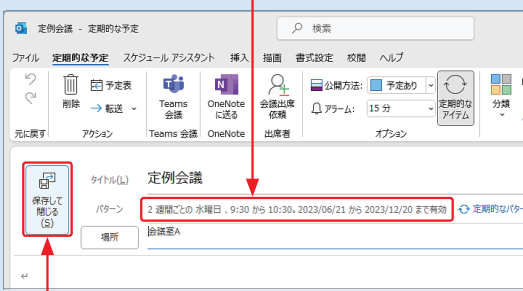 定例会議 - 定期的な予定
検索
ファイル 定期的な予定 スケジュール アシスタント 挿入 描画 書式設定 校閲 ヘルプ
元に戻す
削除
予定表
転送
アクション
Teams
会議
Teams 会議
OneNote
に送る
OneNote
会議出席
依頼
出席者
公開方法: 予定あり
アラーム: 15 分
定期的な
アイテム
オプション
分類
保存して
閉じる
(S)
タイトル(L) 定例会議
パターン 2 週間ごとの 水曜日 、9:30 から 10:30。2023/06/21 から 2023/12/20 まで有効 定期的なパター
場所 会議室A